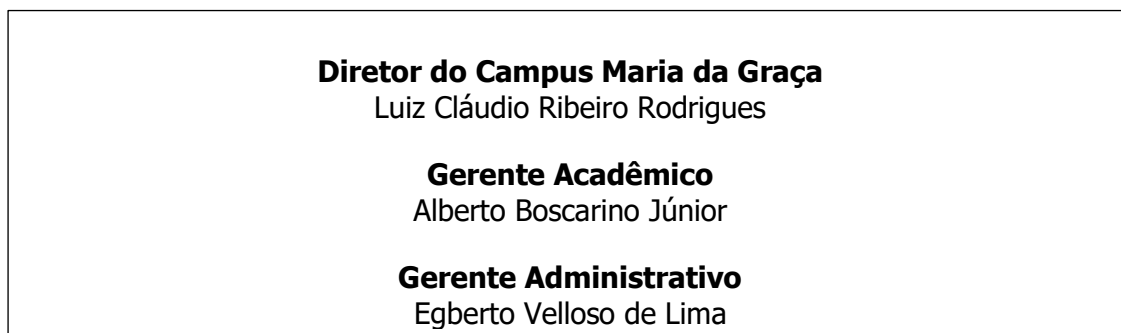 Diretor do Campus Maria da Graça
Luiz Cláudio Ribeiro Rodrigues
Gerente Acadêmico
Alberto Boscarino Júnior
Gerente Administrativo
Egberto Velloso de Lima